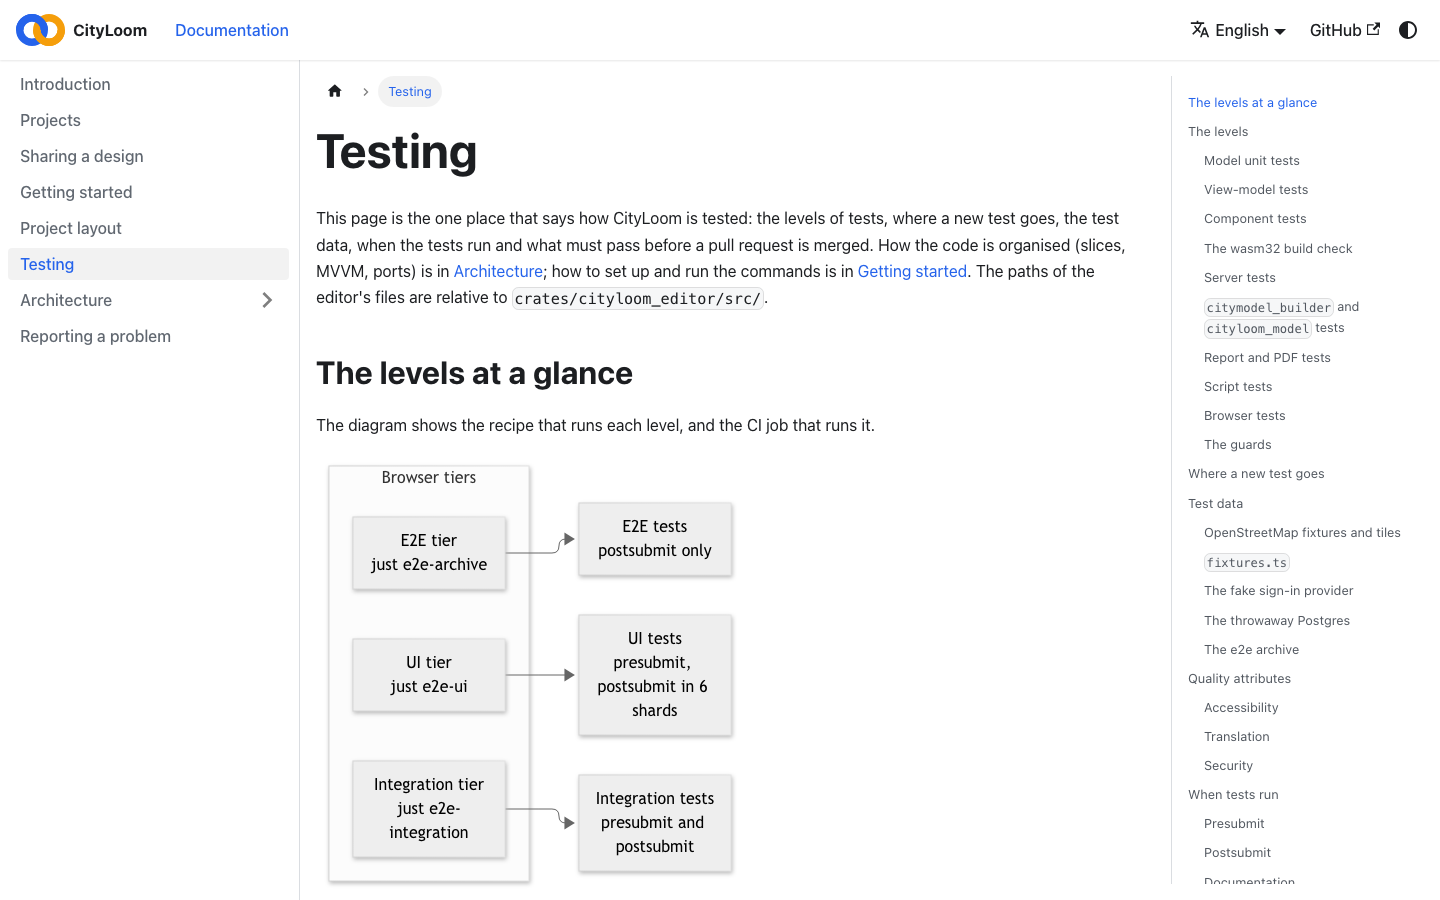 CityLoom
Documentation
English
GitHub
Introduction
Projects
Sharing a design
Getting started
Project layout
Testing
Architecture
Reporting a problem
Testing
Testing
This page is the one place that says how CityLoom is tested: the levels of tests, where a new test goes, the test
data, when the tests run and what must pass before a pull request is merged. How the code is organised (slices,
MVVM, ports) is in Architecture; how to set up and run the commands is in Getting started. The paths of the
editor's files are relative to crates/cityloom_editor/src/.
The levels at a glance
The diagram shows the recipe that runs each level, and the CI job that runs it.
Browser tiers
E2E tier
just e2e-archive
E2E tests
postsubmit only
UI tier
just e2e-ui
UI tests
presubmit,
postsubmit in 6
shards
Integration tier
just e2e-
integration
Integration tests
presubmit and
postsubmit
The levels at a glance
The levels
Model unit tests
View-model tests
Component tests
The wasm32 build check
Server tests
citymodel_builder and
cityloom_model tests
Report and PDF tests
Script tests
Browser tests
The guards
Where a new test goes
Test data
OpenStreetMap fixtures and tiles
fixtures.ts
The fake sign-in provider
The throwaway Postgres
The e2e archive
Quality attributes
Accessibility
Translation
Security
When tests run
Presubmit
Postsubmit
Documentation